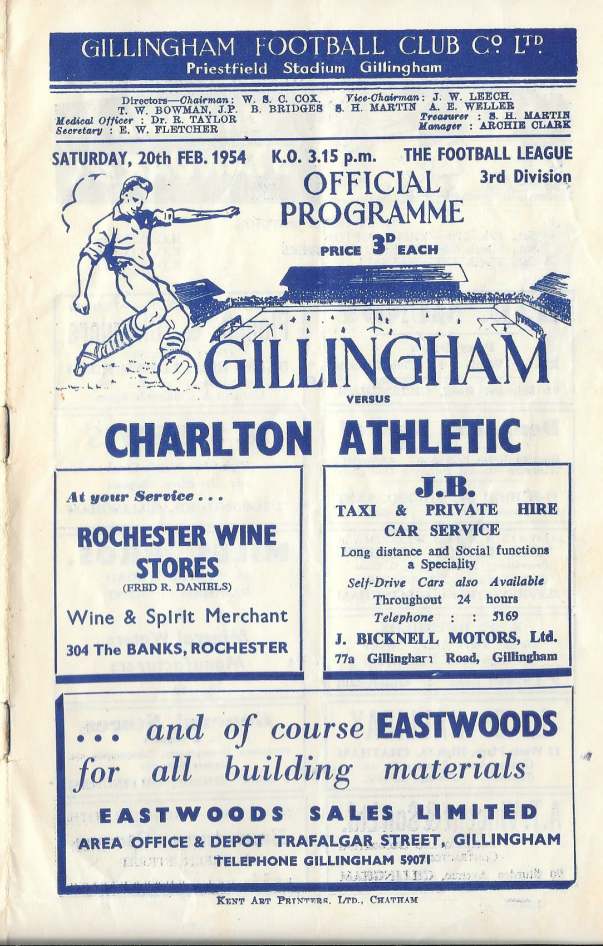 GILLINGHAM FOOTBALL CLUB Cº LTD.
Priestfield Stadium Gillingham
Directors—Chairman: W. S. C. COX. Vice-Chairman: J. W. LEECH.
T. W. BOWMAN, J.P. B. BRIDGES S. H. MARTIN A. E. WELLER
Medical Officer : Dr. R. TAYLOR Treasurer : S. H. MARTIN
Secretary : E. W. FLETCHER Manager : ARCHIE CLARK
SATURDAY, 20th FEB. 1954 K.O. 3.15 p.m. THE FOOTBALL LEAGUE
3rd Division
OFFICIAL
PROGRAMME
PRICE 3D EACH
GILLINGHAM
VERSUS
CHARLTON ATHLETIC
At your Service . . .
ROCHESTER WINE
STORES
(FRED R. DANIELS)
Wine & Spirit Merchant
304 The BANKS, ROCHESTER
J.B.
TAXI & PRIVATE HIRE
CAR SERVICE
Long distance and Social functions
a Speciality
Self-Drive Cars also Available
Throughout 24 hours
Telephone : : 5169
J. BICKNELL MOTORS, Ltd.
77a Gillingham Road, Gillingham
. . . and of course EASTWOODS
for all building materials
EASTWOODS SALES LIMITED
AREA OFFICE & DEPOT TRAFALGAR STREET, GILLINGHAM
TELEPHONE GILLINGHAM 59071
KENT ART PRINTERS, LTD., CHATHAM